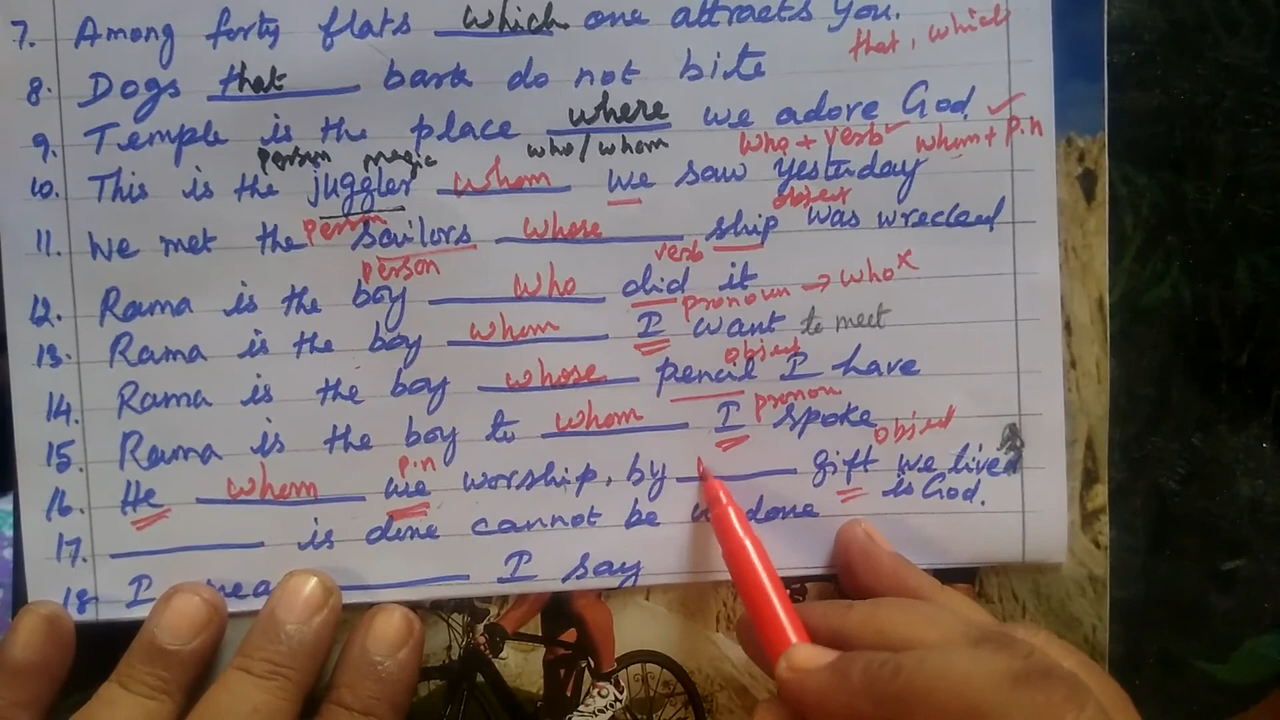 7. Among forty flats which one attracts you.
that, which
8. Dogs that bark do not bite
9. Temple is the place where we adore God ✓
person magic who/whom who + verb ✓ whom + P.n
10. This is the juggler whom we saw yesterday
person object
11. We met the sailors whose ship was wrecked
person verb
12. Rama is the boy who did it
pronoun → who x
13. Rama is the boy whom I want to meet
object
14. Rama is the boy whose pencil I have
pronon
15. Rama is the boy to whom I spoke
p.n object
16. He whom we worship, by gift we live
is God.
17. is done cannot be done
18 I I say